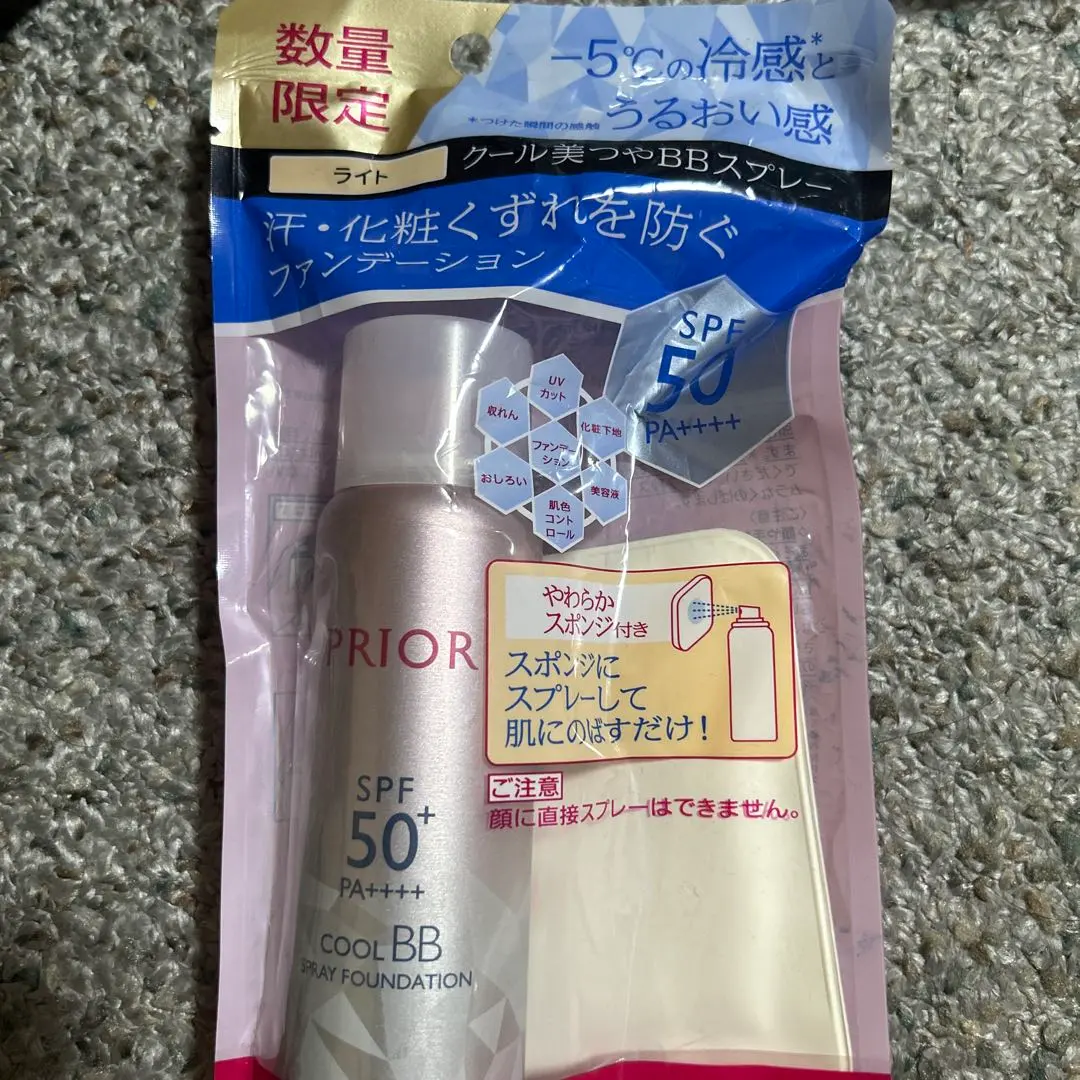 数量
限定
−5℃の冷感*と
うるおい感
*つけた瞬間の感触
ライト
クール美つやBBスプレー
汗・化粧くずれを防ぐ
ファンデーション
SPF
50
PA++++
UV
カット
収れん
化粧下地
ファンデー
ション
おしろい
美容液
肌色
コント
ロール
やわらか
スポンジ付き
スポンジに
スプレーして
肌にのばすだけ！
ご注意
顔に直接スプレーはできません。
PRIOR
SPF
50+
PA++++
COOL BB
SPRAY FOUNDATION